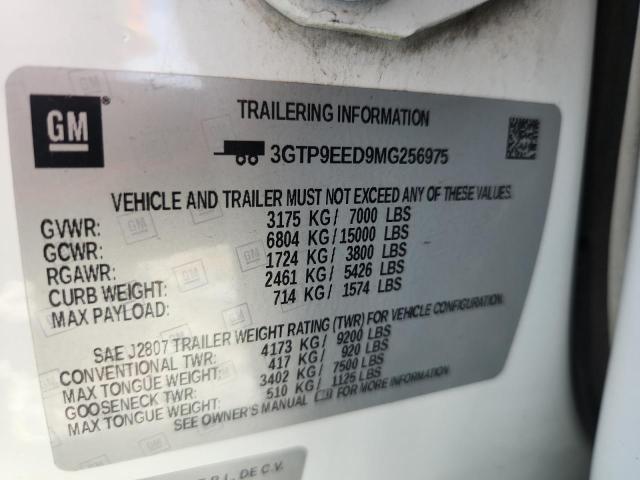 GM
TRAILERING INFORMATION
3GTP9EED9MG256975
VEHICLE AND TRAILER MUST NOT EXCEED ANY OF THESE VALUES.
GVWR: 3175 KG/ 7000 LBS
GCWR: 6804 KG/15000 LBS
RGAWR: 1724 KG/ 3800 LBS
CURB WEIGHT: 2461 KG/ 5426 LBS
MAX PAYLOAD: 714 KG/ 1574 LBS
SAE J2807 TRAILER WEIGHT RATING (TWR) FOR VEHICLE CONFIGURATION.
CONVENTIONAL TWR: 4173 KG/ 9200 LBS
MAX TONGUE WEIGHT: 417 KG/ 920 LBS
GOOSENECK TWR: 3402 KG/ 7500 LBS
MAX TONGUE WEIGHT: 510 KG/ 1125 LBS
SEE OWNER'S MANUAL FOR MORE INFORMATION.
DE C.V.